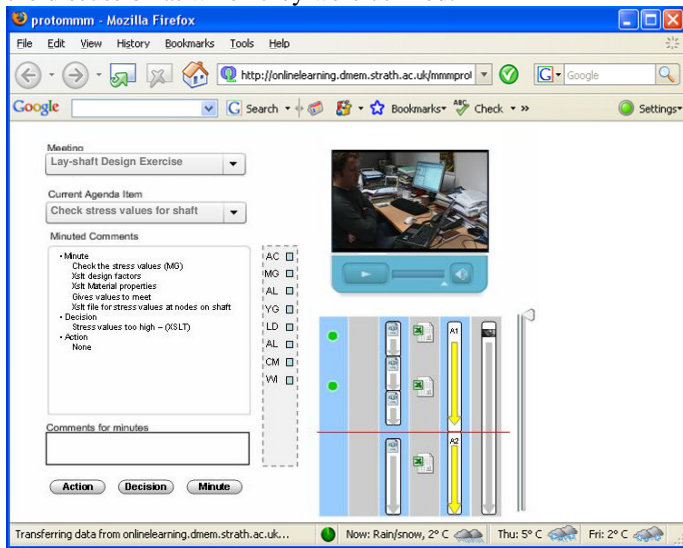 protommm - Mozilla Firefox
File Edit View History Bookmarks Tools Help
http://onlinelearning.dmem.strath.ac.uk/mmmprol
G Google
Google G Search Bookmarks ABC Check » Settings
Meeting
Lay-shaft Design Exercise
Current Agenda Item
Check stress values for shaft
Minuted Comments
• Minute
Check the stress values (MG)
Xslt design factors
Xslt Material properties
Gives values to meet
Xslt file for stress values at nodes on shaft
• Decision
Stress values too high – (XSLT)
• Action
None
AC
MG
AL
YG
LD
AL
CM
WI
A1
A2
Comments for minutes
Action Decision Minute
Transferring data from onlinelearning.dmem.strath.ac.uk... Now: Rain/snow, 2° C Thu: 5° C Fri: 2° C